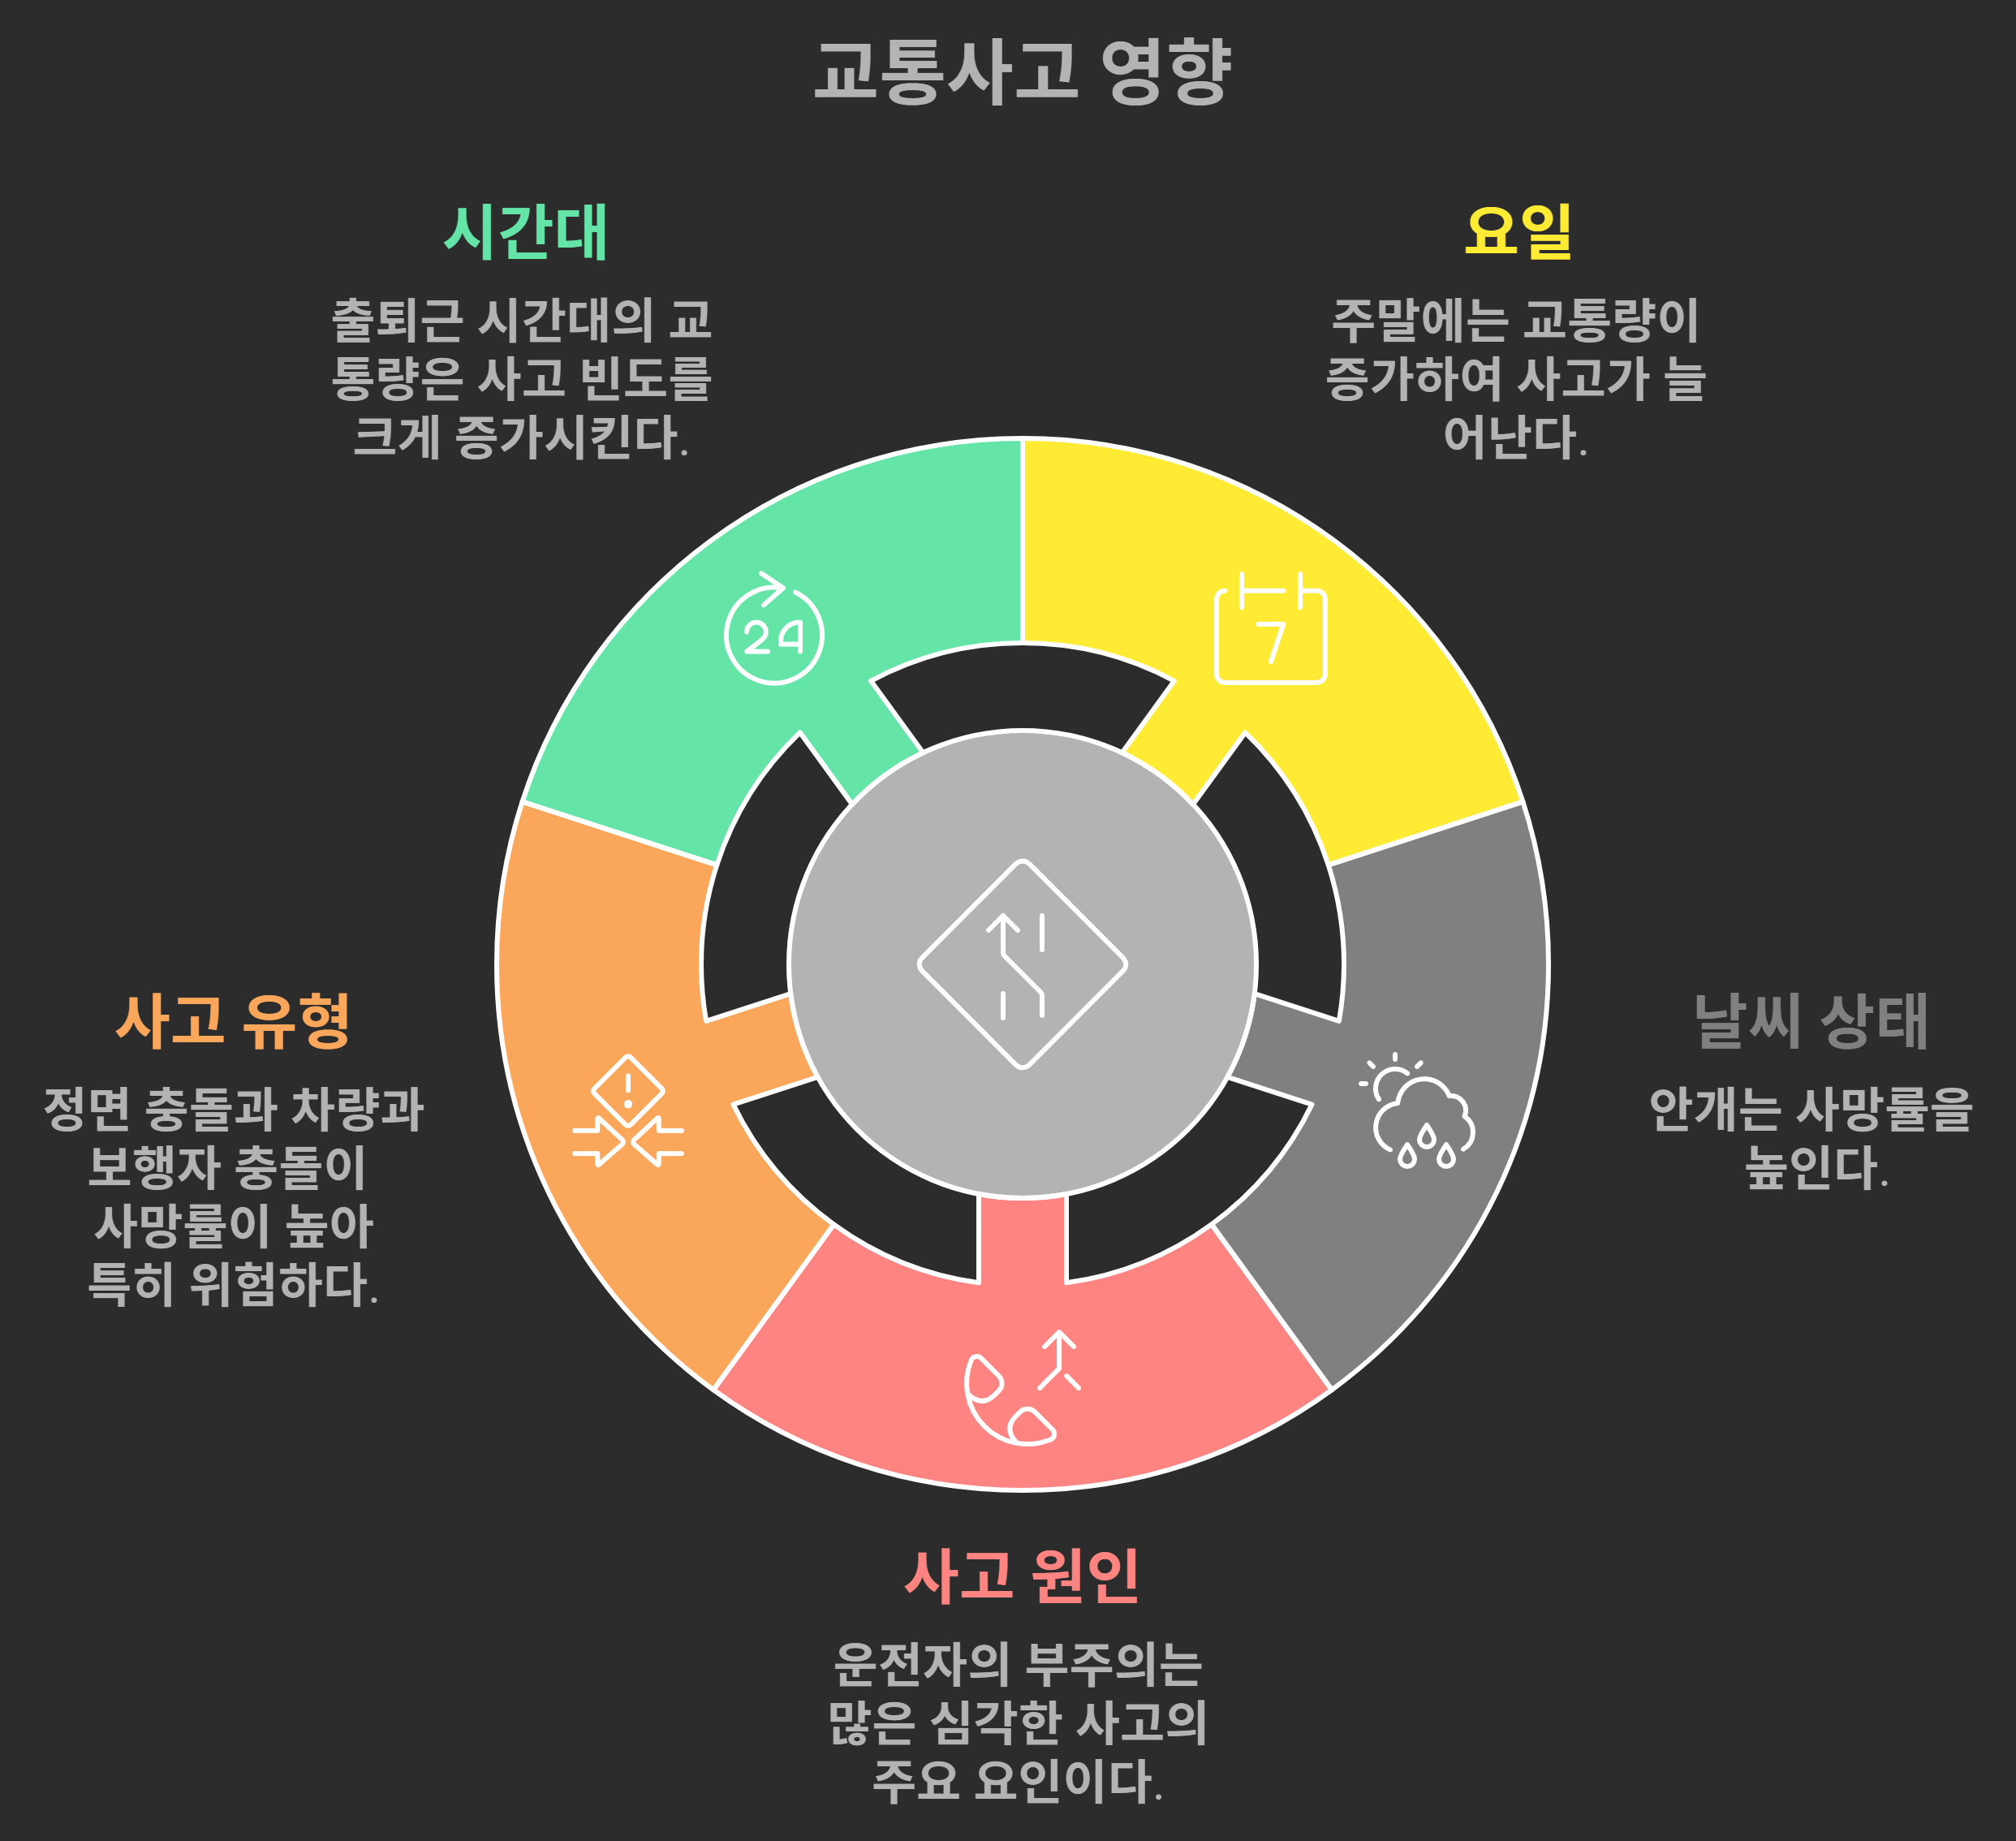 교통사고 영향
시간대
출퇴근 시간대의 교
통량은 사고 빈도를
크게 증가시킨다.
요일
주말에는 교통량이
증가하여 사고가 늘
어난다.
24
7
사고 유형
정면 충돌과 차량과
보행자 충돌이
사망률이 높아
특히 위험하다.
날씨 상태
안개는 사망률을
높인다.
사고 원인
운전자의 부주의는
많은 심각한 사고의
주요 요인이다.